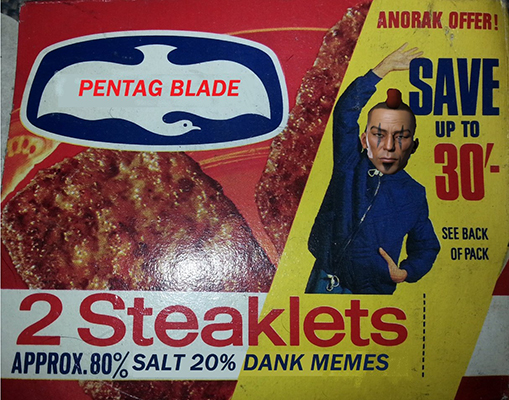 ANORAK OFFER!
PENTAG BLADE
SAVE
UP TO
30'-
SEE BACK
OF PACK
2 Steaklets
APPROX. 80% SALT 20% DANK MEMES